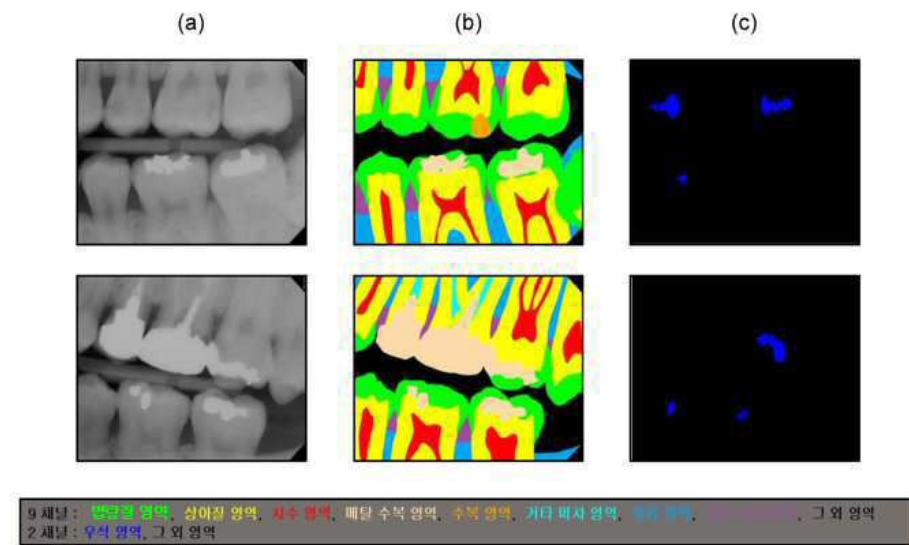 (a) (b) (c)
9 채널 : 법랑질 영역, 상아질 영역, 치수 영역, 메탈 수복 영역, 수복 영역, 거타 퍼차 영역, 그 외 영역
2 채널 : 우식 영역, 그 외 영역